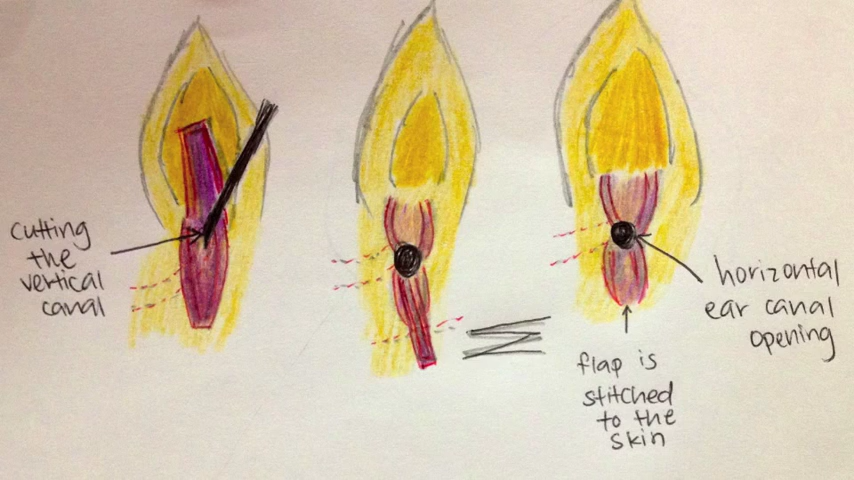 cutting
the
vertical
canal
horizontal
ear canal
opening
flap is
stitched
to the
skin